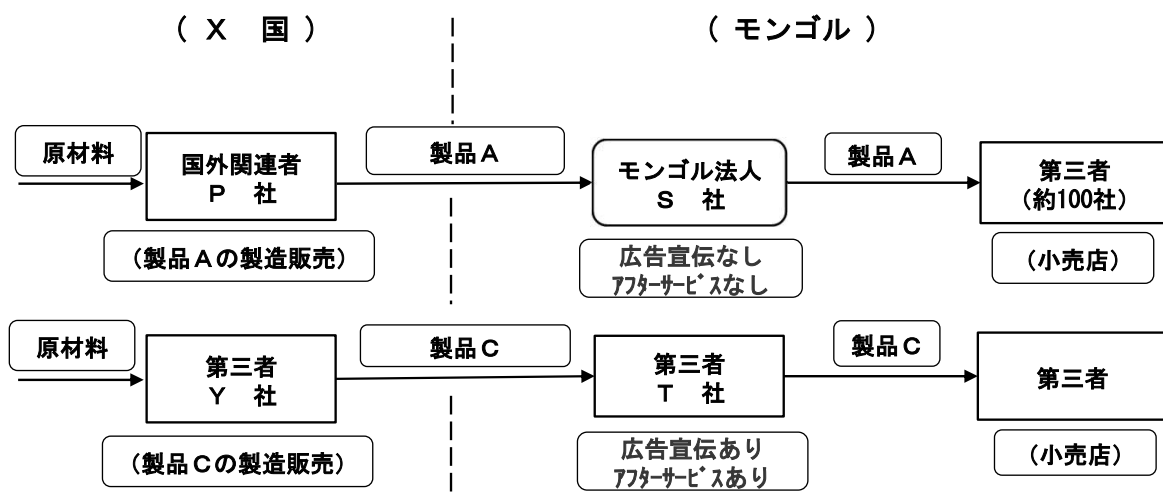 （ Ｘ 国 ）
（ モンゴル ）
原材料
国外関連者
Ｐ 社
（製品Ａの製造販売）
製品Ａ
モンゴル法人
Ｓ 社
広告宣伝なし
ｱﾌﾀｰｻｰﾋﾞｽなし
製品Ａ
第三者
（約100社）
（小売店）
原材料
第三者
Ｙ 社
（製品Ｃの製造販売）
製品Ｃ
第三者
Ｔ 社
広告宣伝あり
ｱﾌﾀｰｻｰﾋﾞｽあり
製品Ｃ
第三者
（小売店）